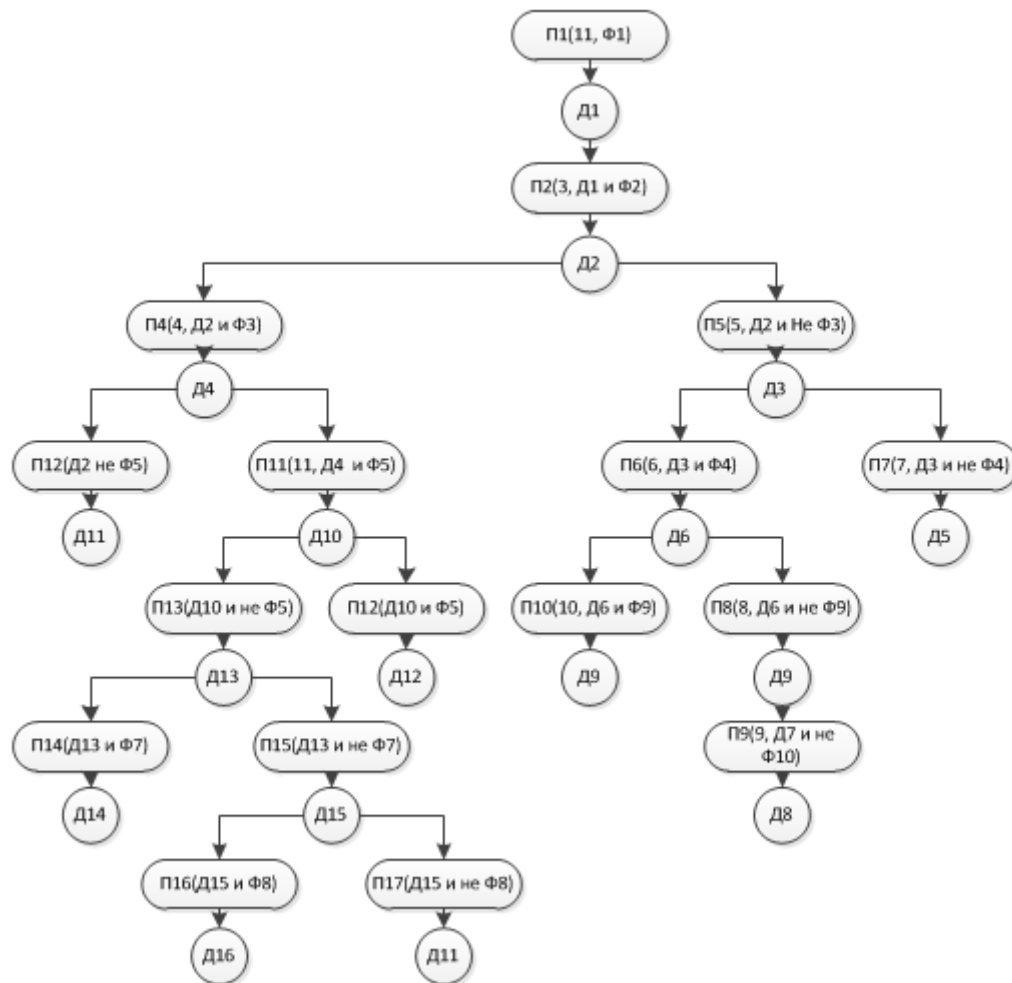 П1(11, Ф1)
Д1
П2(3, Д1 и Ф2)
Д2
П4(4, Д2 и Ф3)
П5(5, Д2 и Не Ф3)
Д4
Д3
П12(Д2 не Ф5)
П11(11, Д4 и Ф5)
П6(6, Д3 и Ф4)
П7(7, Д3 и не Ф4)
Д11
Д10
Д6
Д5
П13(Д10 и не Ф5)
П12(Д10 и Ф5)
П10(10, Д6 и Ф9)
П8(8, Д6 и не Ф9)
Д13
Д12
Д9
Д9
П14(Д13 и Ф7)
П15(Д13 и не Ф7)
П9(9, Д7 и не
Ф10)
Д14
Д15
Д8
П16(Д15 и Ф8)
П17(Д15 и не Ф8)
Д16
Д11